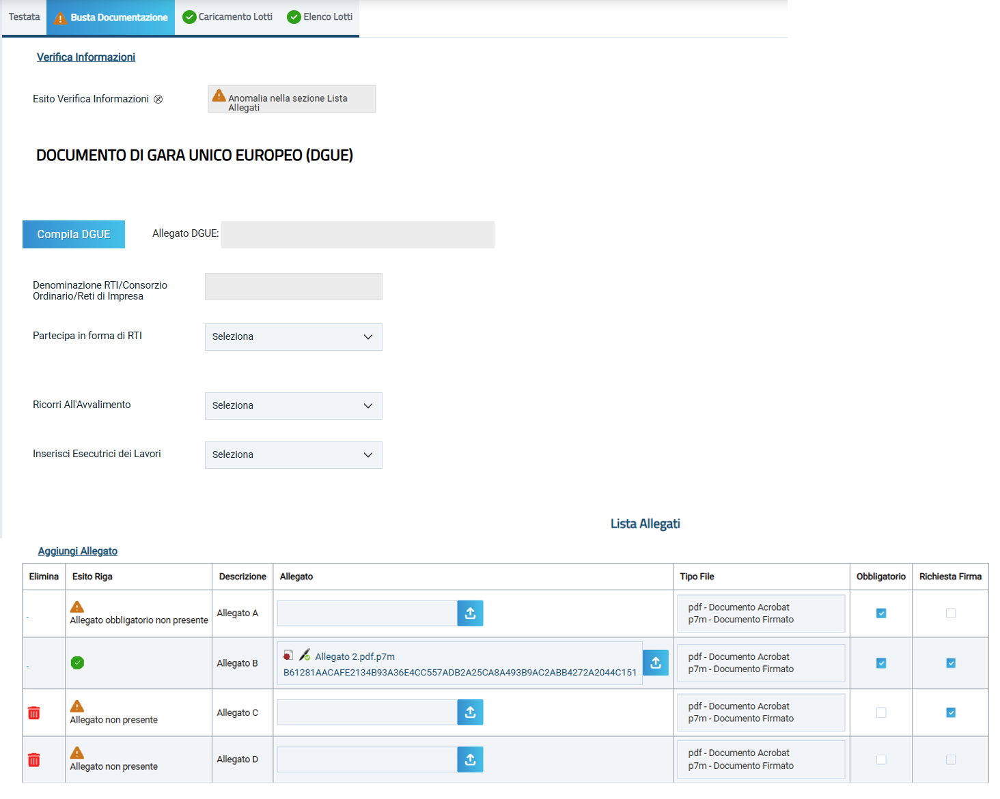 Testata
Busta Documentazione
Caricamento Lotti
Elenco Lotti
Verifica Informazioni
Esito Verifica Informazioni
Anomalia nella sezione Lista
Allegati
DOCUMENTO DI GARA UNICO EUROPEO (DGUE)
Compila DGUE
Allegato DGUE:
Denominazione RTI/Consorzio
Ordinario/Reti di Impresa
Partecipa in forma di RTI
Seleziona
Ricorri All'Avvalimento
Seleziona
Inserisci Esecutrici dei Lavori
Seleziona
Lista Allegati
Aggiungi Allegato
Elimina
Esito Riga
Descrizione
Allegato
Tipo File
Obbligatorio
Richiesta Firma
-
Allegato obbligatorio non presente
Allegato A
pdf - Documento Acrobat
p7m - Documento Firmato
-
Allegato B
Allegato 2.pdf.p7m
B61281AACAFE2134B93A36E4CC557ADB2A25CA8A493B9AC2ABB4272A2044C151
pdf - Documento Acrobat
p7m - Documento Firmato
Allegato non presente
Allegato C
pdf - Documento Acrobat
p7m - Documento Firmato
Allegato non presente
Allegato D
pdf - Documento Acrobat
p7m - Documento Firmato